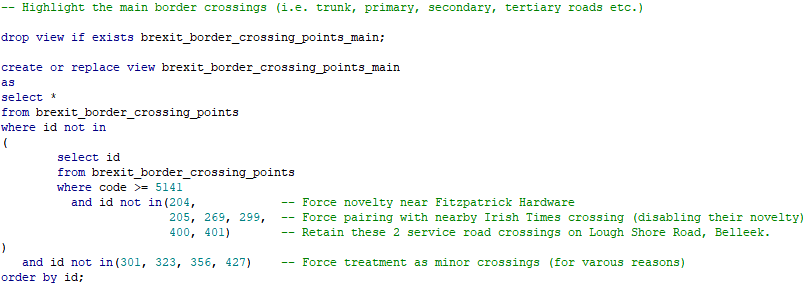 -- Highlight the main border crossings (i.e. trunk, primary, secondary, tertiary roads etc.)
drop view if exists brexit_border_crossing_points_main;
create or replace view brexit_border_crossing_points_main
as
select *
from brexit_border_crossing_points
where id not in
(
select id
from brexit_border_crossing_points
where code >= 5141
and id not in(204, -- Force novelty near Fitzpatrick Hardware
205, 269, 299, -- Force pairing with nearby Irish Times crossing (disabling their novelty)
400, 401) -- Retain these 2 service road crossings on Lough Shore Road, Belleek.
)
and id not in(301, 323, 356, 427) -- Force treatment as minor crossings (for varous reasons)
order by id;